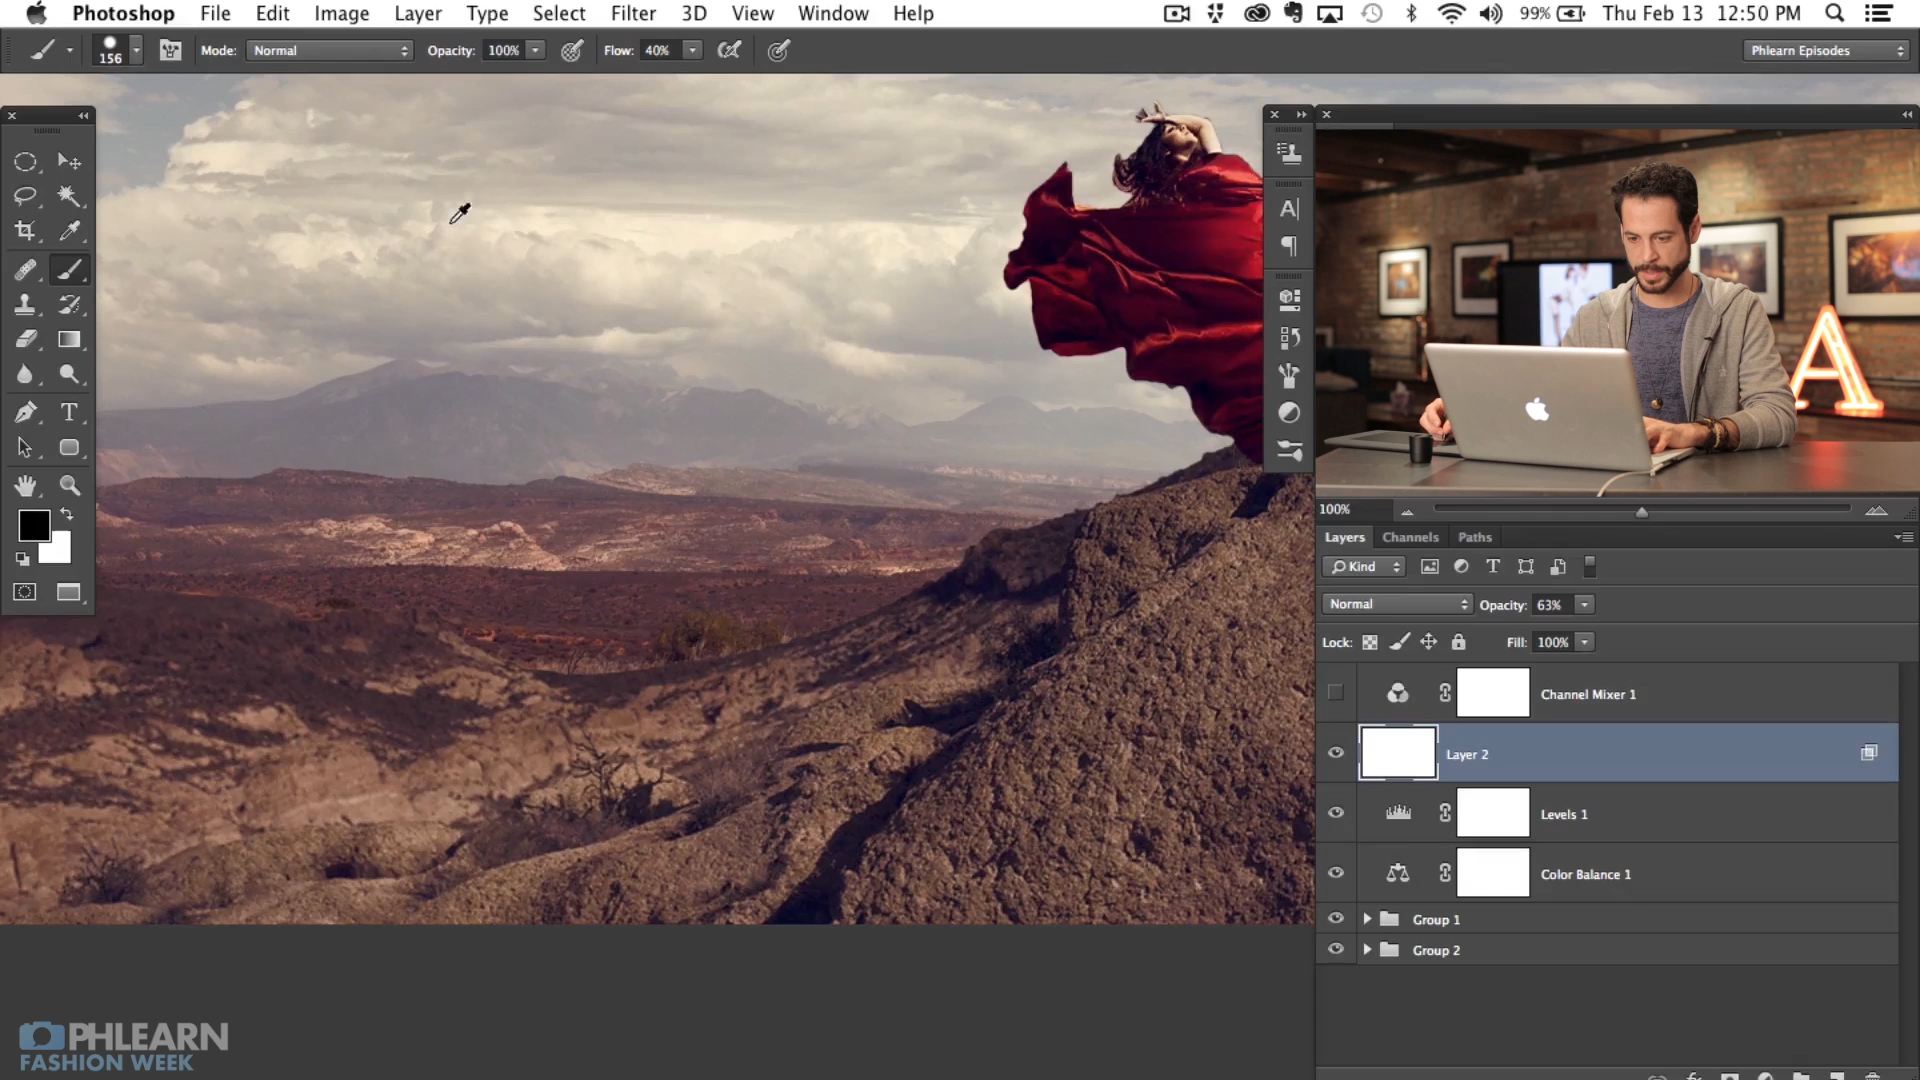 Photoshop File Edit Image Layer Type Select Filter 3D View Window Help 99% Thu Feb 13 12:50 PM
156 Mode: Normal Opacity: 100% Flow: 40% Phlearn Episodes
A
100%
Layers Channels Paths
Kind
Normal Opacity: 63%
Lock: Fill: 100%
Channel Mixer 1
Layer 2
Levels 1
Color Balance 1
Group 1
Group 2
PHLEARN
FASHION WEEK